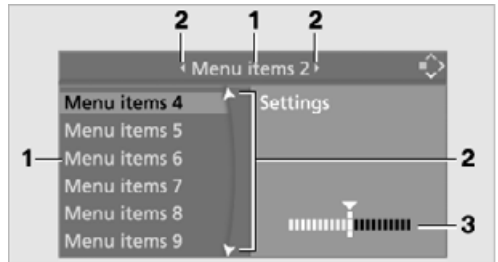 2 1 2
Menu items 2
Menu items 4 Settings
Menu items 5
1 Menu items 6 2
Menu items 7
Menu items 8 3
Menu items 9